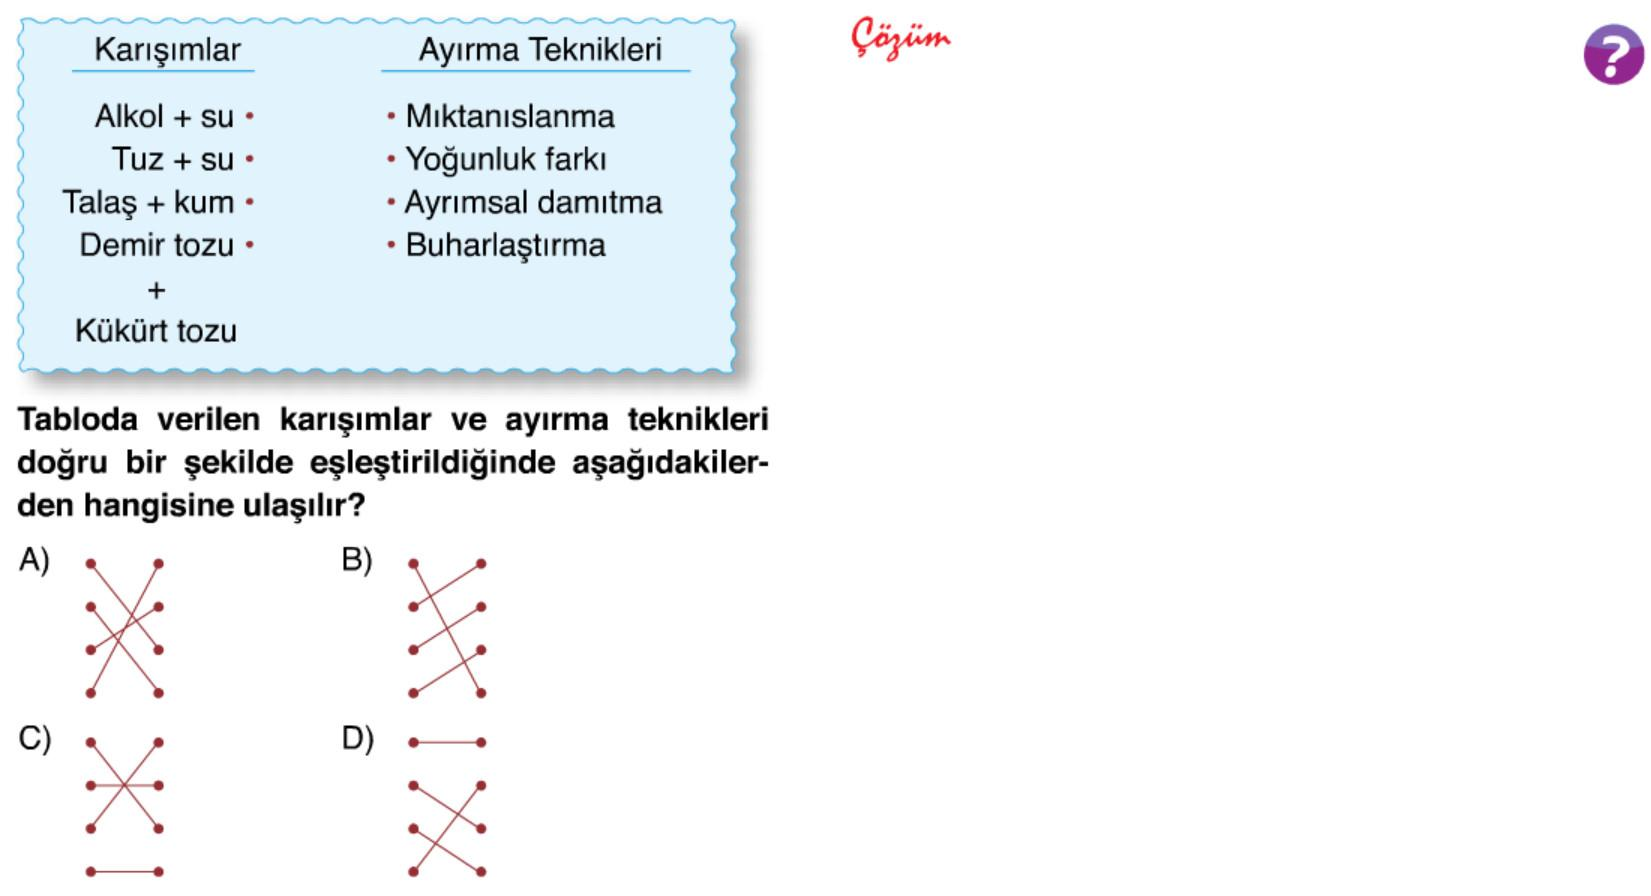 Karışımlar
Ayırma Teknikleri
Alkol + su •
• Mıktanıslanma
Tuz + su •
• Yoğunluk farkı
Talaş + kum •
• Ayrımsal damıtma
Demir tozu •
• Buharlaştırma
+
Kükürt tozu
Tabloda verilen karışımlar ve ayırma teknikleri
doğru bir şekilde eşleştirildiğinde aşağıdakiler-
den hangisine ulaşılır?
A)
B)
C)
D)
Çözüm
?